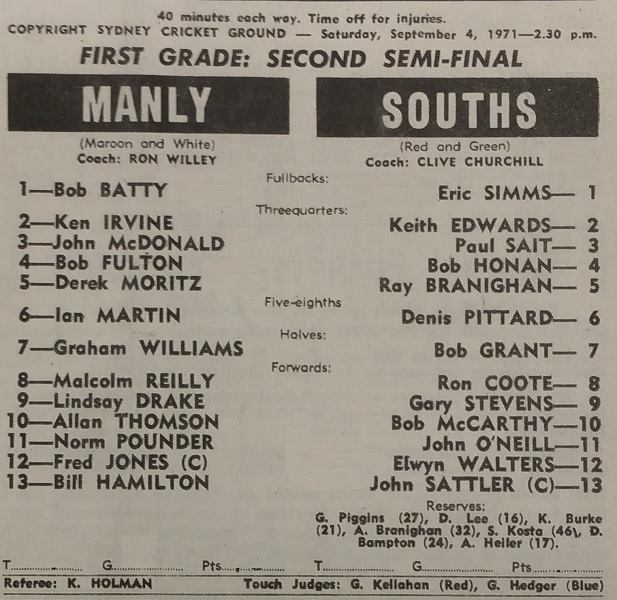 40 minutes each way. Time off for injuries.
COPYRIGHT SYDNEY CRICKET GROUND — Saturday, September 4, 1971—2.30 p.m.
FIRST GRADE: SECOND SEMI-FINAL
MANLY SOUTHS
(Maroon and White) (Red and Green)
Coach: RON WILLEY Coach: CLIVE CHURCHILL
Fullbacks:
1—Bob BATTY Eric SIMMS— 1
Threequarters:
2—Ken IRVINE Keith EDWARDS— 2
3—John McDONALD Paul SAIT— 3
4—Bob FULTON Bob HONAN— 4
5—Derek MORITZ Ray BRANIGHAN— 5
Five-eighths
6—Ian MARTIN Denis PITTARD— 6
Halves:
7—Graham WILLIAMS Bob GRANT— 7
Forwards:
8—Malcolm REILLY Ron COOTE— 8
9—Lindsay DRAKE Gary STEVENS— 9
10—Allan THOMSON Bob McCARTHY—10
11—Norm POUNDER John O'NEILL—11
12—Fred JONES (C) Elwyn WALTERS—12
13—Bill HAMILTON John SATTLER (C)—13
Reserves:
G. Piggins (27), D. Lee (16), K. Burke
(21), A. Branighan (32), S. Kosta (46), D.
Bampton (24), A. Heiler (17).
T............... G............... Pts............... T............... G............... Pts...............
Referee: K. HOLMAN Touch Judges: G. Kellahan (Red), G. Hedger (Blue)